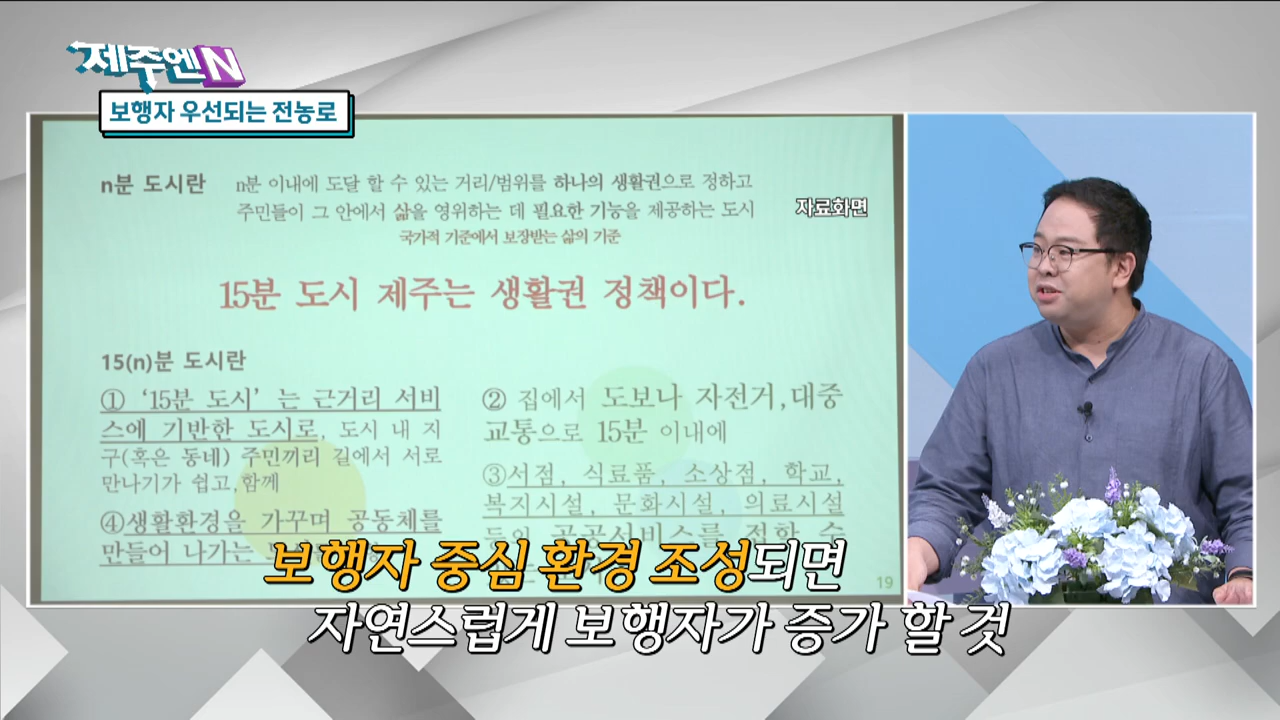 제주엔N
보행자 우선되는 전농로
n분 도시란
n분 이내에 도달 할 수 있는 거리/범위를 하나의 생활권으로 정하고
주민들이 그 안에서 삶을 영위하는 데 필요한 기능을 제공하는 도시
국가적 기준에서 보장받는 삶의 기준
자료화면
15분 도시 제주는 생활권 정책이다.
15(n)분 도시란
① ‘15분 도시’ 는 근거리 서비
스에 기반한 도시로, 도시 내 지
구(혹은 동네) 주민끼리 길에서 서로
만나기가 쉽고,함께
④생활환경을 가꾸며 공동체를
만들어 나가는
② 집에서 도보나 자전거,대중
교통으로 15분 이내에
③서점, 식료품, 소상점, 학교,
복지시설, 문화시설, 의료시설
등의 공공서비스를 접할 수
19
보행자 중심 환경 조성되면
자연스럽게 보행자가 증가 할 것